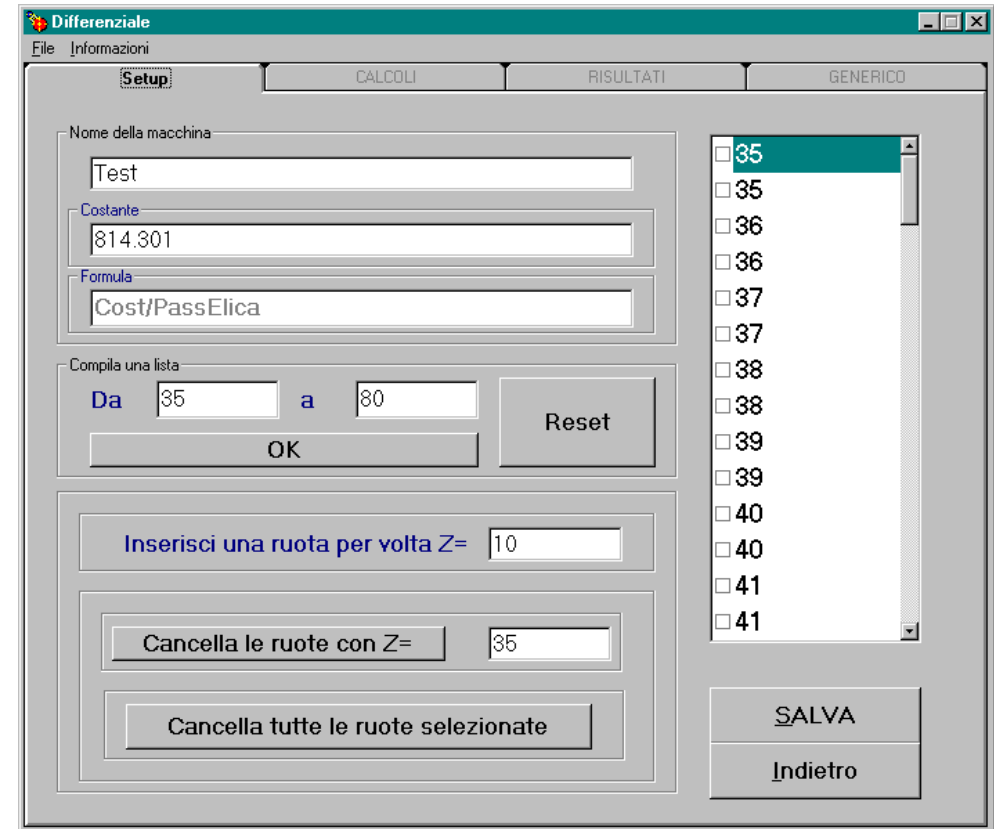 Differenziale
File Informazioni
Setup CALCOLI RISULTATI GENERICO
Nome della macchina
Test
Costante
814.301
Formula
Cost/PassElica
Compila una lista
Da 35 a 80
OK
Reset
Inserisci una ruota per volta Z= 10
Cancella le ruote con Z= 35
Cancella tutte le ruote selezionate
35
35
36
36
37
37
38
38
39
39
40
40
41
41
SALVA
Indietro